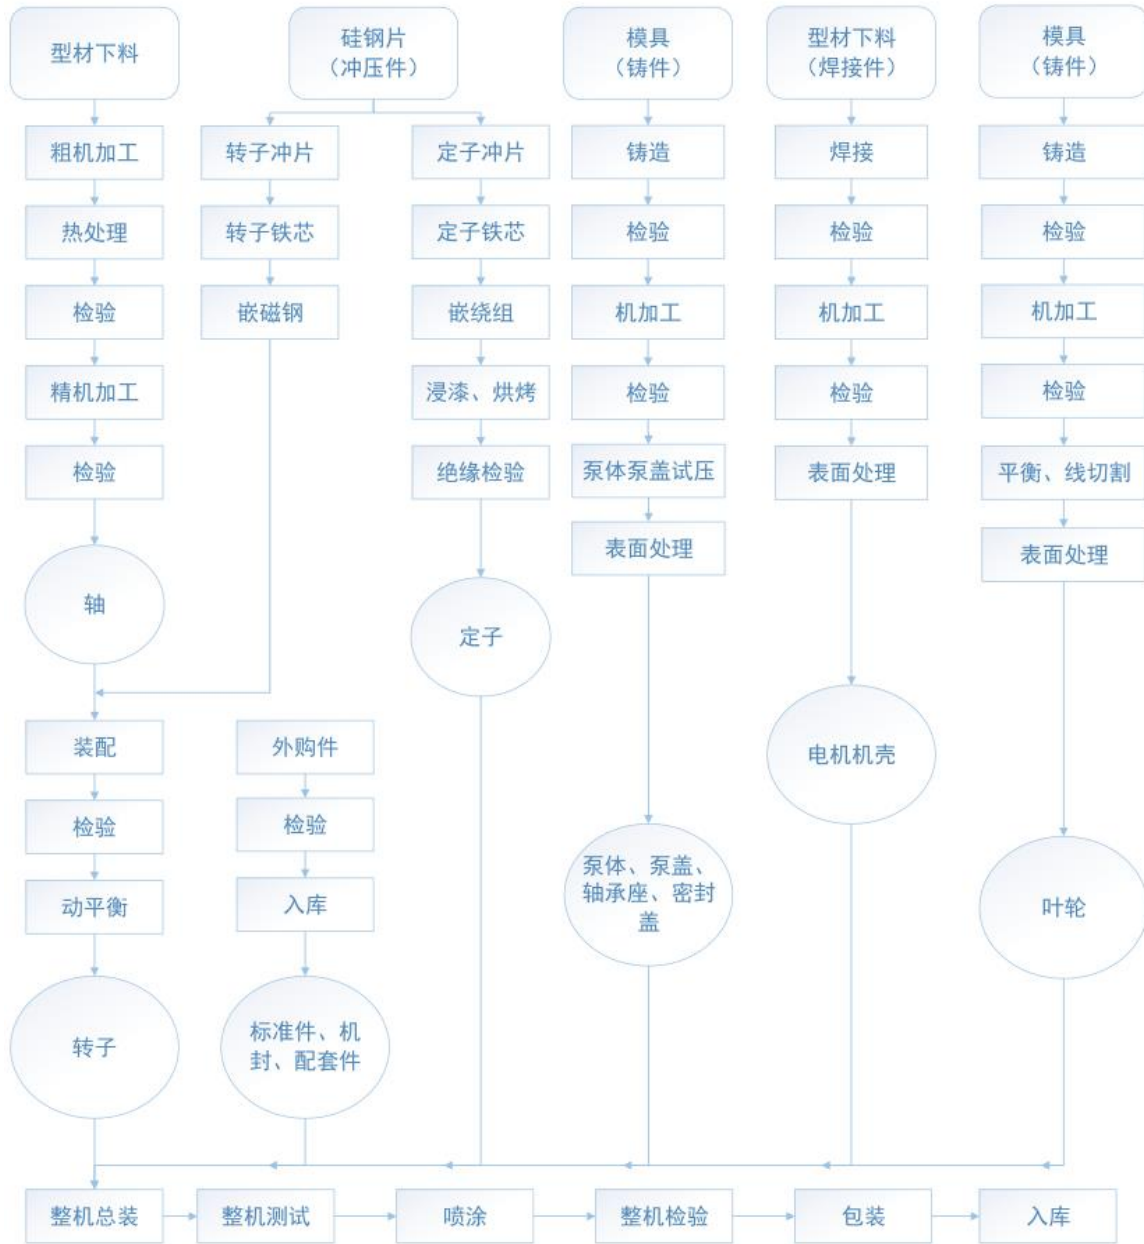 型材下料
硅钢片
（冲压件）
模具
（铸件）
型材下料
（焊接件）
模具
（铸件）
粗机加工
转子冲片
定子冲片
铸造
焊接
铸造
热处理
转子铁芯
定子铁芯
检验
检验
检验
检验
嵌磁钢
嵌绕组
机加工
机加工
机加工
精机加工
浸漆、烘烤
检验
检验
检验
检验
绝缘检验
泵体泵盖试压
表面处理
平衡、线切割
表面处理
表面处理
轴
定子
装配
外购件
电机机壳
检验
检验
泵体、泵盖、
轴承座、密封
盖
动平衡
入库
叶轮
转子
标准件、机
封、配套件
整机总装
整机测试
喷涂
整机检验
包装
入库